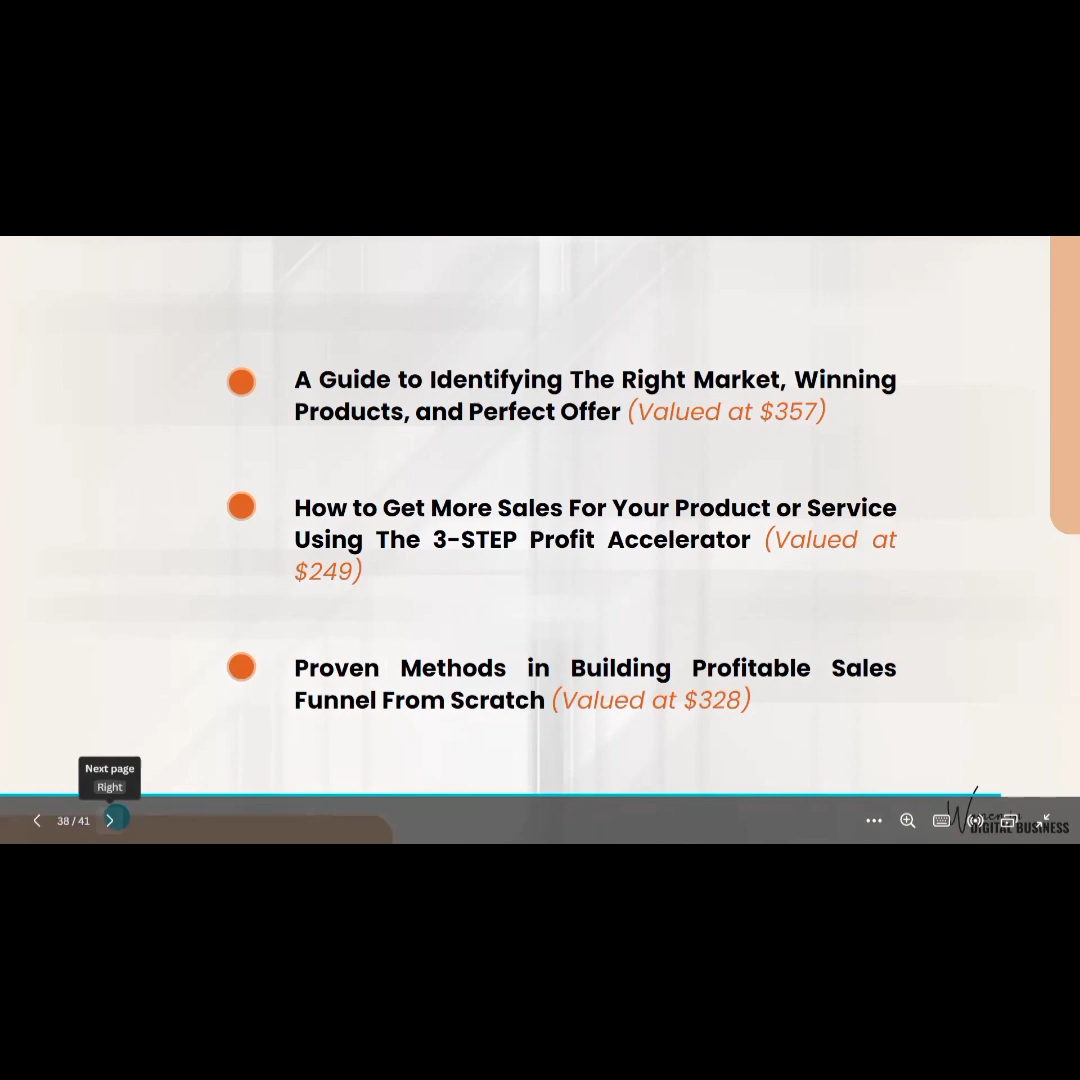 A Guide to Identifying The Right Market, Winning
Products, and Perfect Offer (Valued at $357)
How to Get More Sales For Your Product or Service
Using The 3-STEP Profit Accelerator (Valued at
$249)
Proven Methods in Building Profitable Sales
Funnel From Scratch (Valued at $328)
Next page
Right
38 / 41
DIGITAL BUSINESS